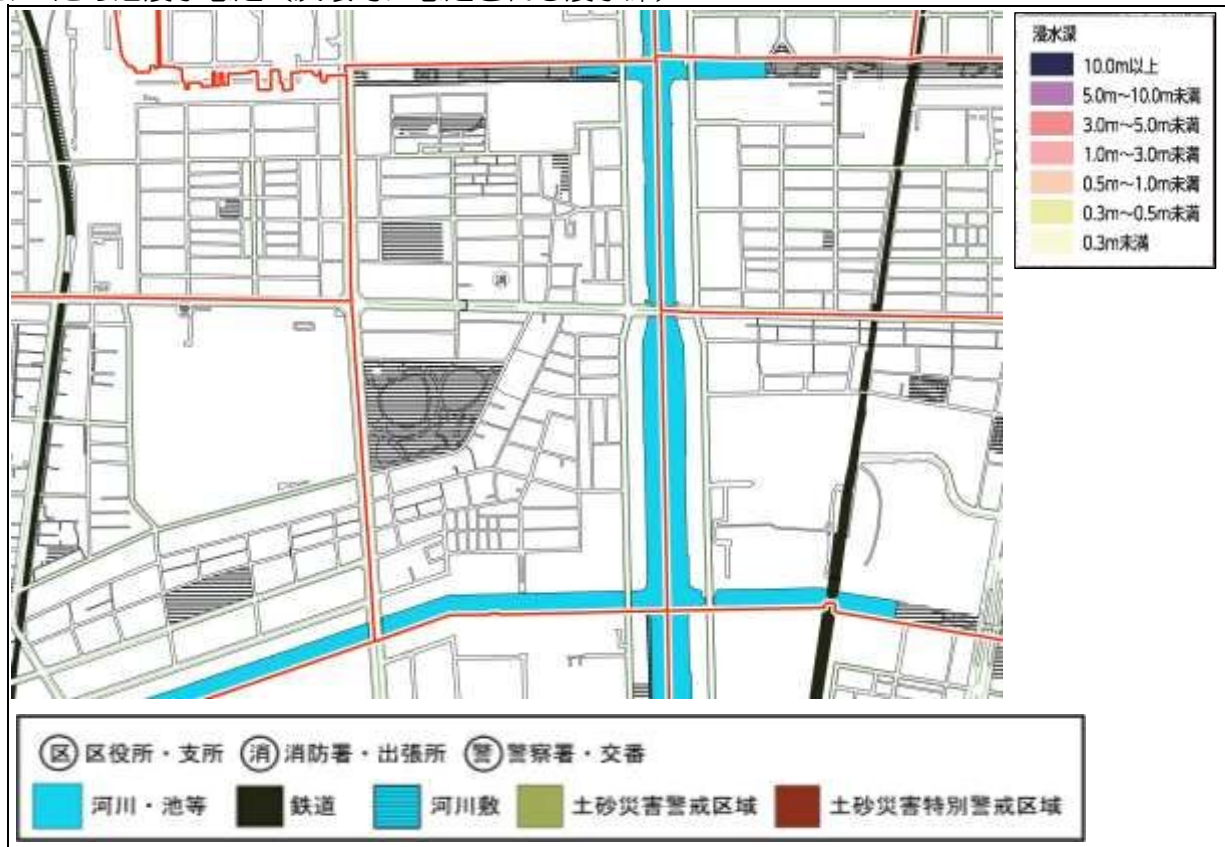 浸水深
10.0m以上
5.0m～10.0m未満
3.0m～5.0m未満
1.0m～3.0m未満
0.5m～1.0m未満
0.3m～0.5m未満
0.3m未満
消
区 区役所・支所 消 消防署・出張所 警 警察署・交番
河川・池等 鉄道 河川敷 土砂災害警戒区域 土砂災害特別警戒区域